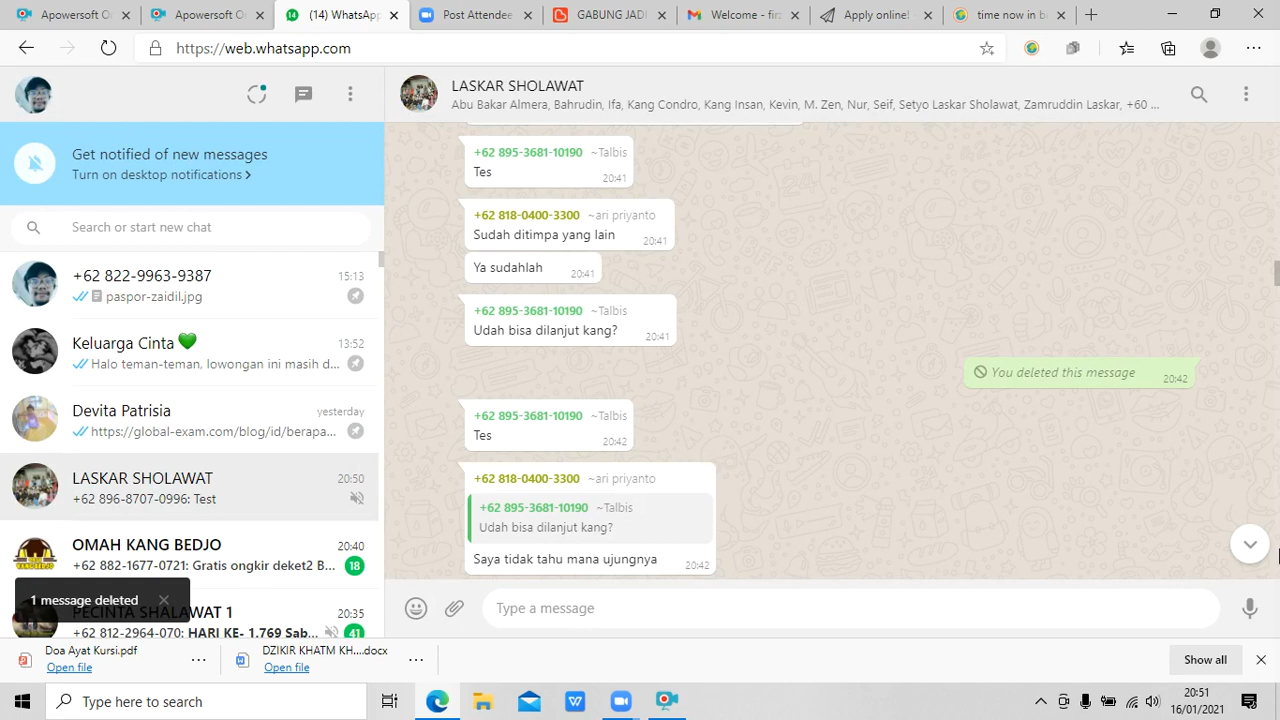 Apowersoft O
Apowersoft O
(14) WhatsApp
Post Attendee
GABUNG JADI
Welcome - firz
Apply online!
time now in b
https://web.whatsapp.com
LASKAR SHOLAWAT
Abu Bakar Almera, Bahrudin, Ifa, Kang Condro, Kang Insan, Kevin, M. Zen, Nur, Seif, Setyo Laskar Sholawat, Zamruddin Laskar, +60 ...
Get notified of new messages
Turn on desktop notifications >
Search or start new chat
+62 822-9963-9387
15:13
paspor-zaidil.jpg
Keluarga Cinta
13:52
Halo teman-teman, lowongan ini masih d...
Devita Patrisia
yesterday
https://global-exam.com/blog/id/berapa...
LASKAR SHOLAWAT
20:50
+62 896-8707-0996: Test
OMAH KANG BEDJO
20:40
+62 882-1677-0721: Gratis ongkir deket2 B...
18
PECINTA SHALAWAT 1
20:35
+62 812-2964-070: HARI KE- 1.769 Sab...
41
1 message deleted
+62 895-3681-10190 ~Talbis
Tes
20:41
+62 818-0400-3300 ~ari priyanto
Sudah ditimpa yang lain
20:41
Ya sudahlah
20:41
+62 895-3681-10190 ~Talbis
Udah bisa dilanjut kang?
20:41
You deleted this message
20:42
+62 895-3681-10190 ~Talbis
Tes
20:42
+62 818-0400-3300 ~ari priyanto
+62 895-3681-10190 ~Talbis
Udah bisa dilanjut kang?
Saya tidak tahu mana ujungnya
20:42
Type a message
Doa Ayat Kursi.pdf
Open file
DZIKIR KHATM KH....docx
Open file
Show all
Type here to search
20:51
16/01/2021